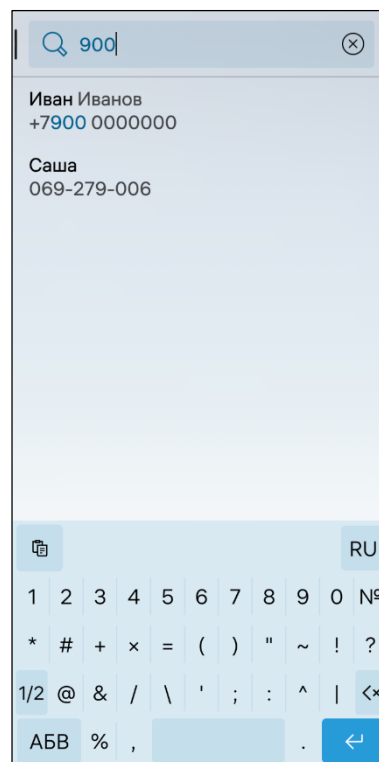 900
Иван Иванов
+7900 0000000
Саша
069-279-006
RU
1 2 3 4 5 6 7 8 9 0 №
* # + × = ( ) " ~ ! ?
1/2 @ & / \ ' ; : ^ |
АБВ % , .